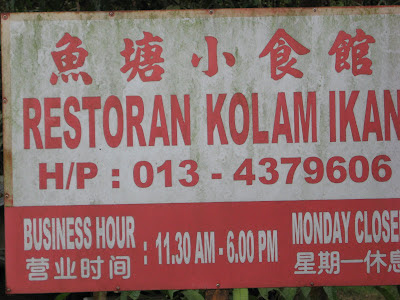 魚塘小食館
RESTORAN KOLAM IKAN
H/P : 013 - 4379606
BUSINESS HOUR : 11.30 AM - 6.00 PM MONDAY CLOSE
营业时间 星期一休息